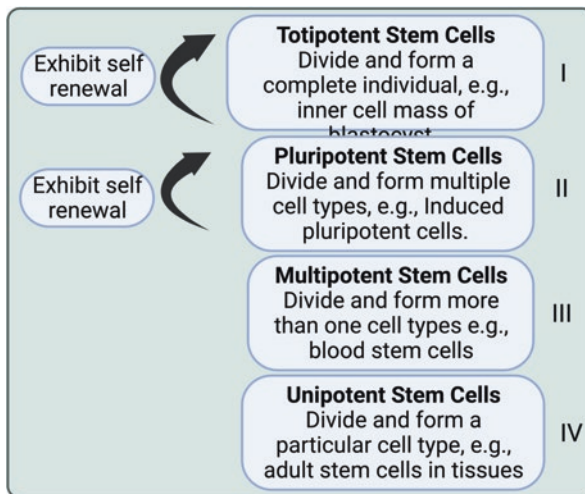 Totipotent Stem Cells
Divide and form a
complete individual, e.g.,
inner cell mass of
blastocyst
Exhibit self
renewal
I
Pluripotent Stem Cells
Divide and form multiple
cell types, e.g., Induced
pluripotent cells.
Exhibit self
renewal
II
Multipotent Stem Cells
Divide and form more
than one cell types e.g.,
blood stem cells
III
Unipotent Stem Cells
Divide and form a
particular cell type, e.g.,
adult stem cells in tissues
IV